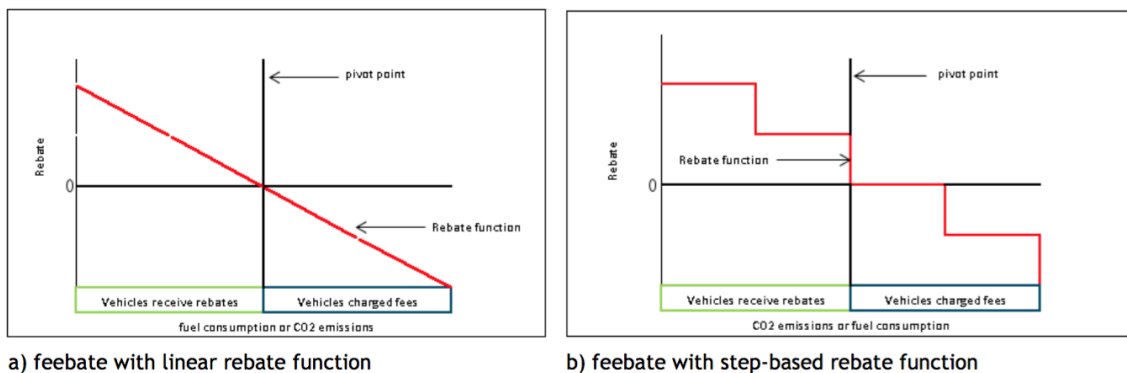 pivot point
Rebate
0
Rebate function
Vehicles receive rebates
Vehicles charged fees
fuel consumption or CO2 emissions
a) feebate with linear rebate function
pivot point
Rebate function
Rebate
0
Vehicles receive rebates
Vehicles charged fees
CO2 emissions or fuel consumption
b) feebate with step-based rebate function